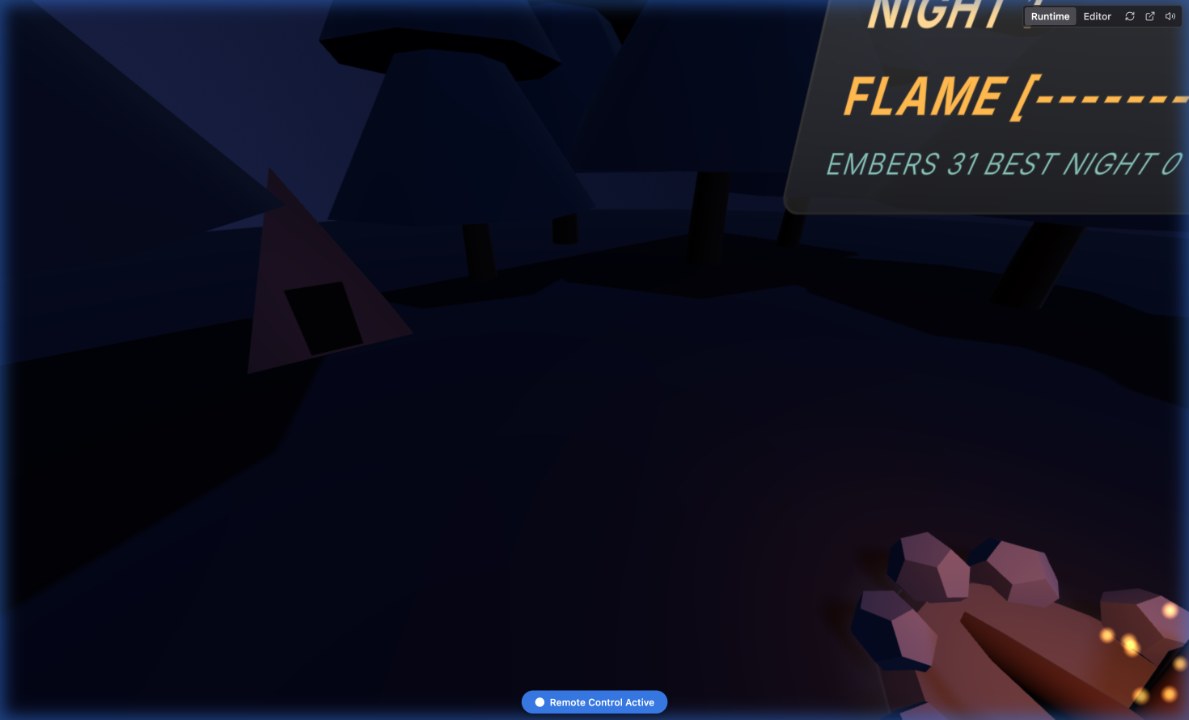 NIGHT
Runtime Editor
FLAME [-------
EMBERS 31 BEST NIGHT 0
Remote Control Active